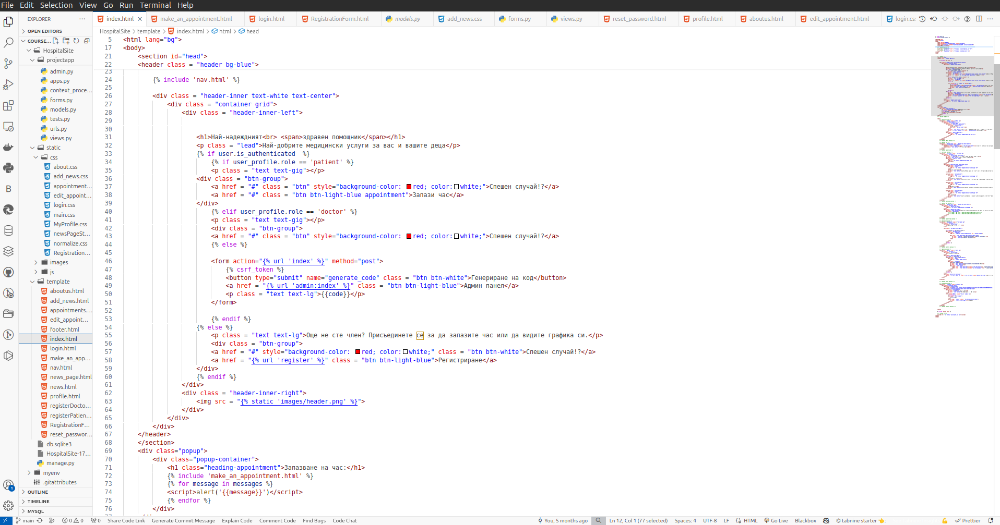 File Edit Selection View Go Run Terminal Help
EXPLORER ···
index.html make_an_appointment.html login.html RegistrationForm.html models.py add_news.css forms.py views.py reset_password.html profile.html aboutus.html edit_appointment.html login.cs
OPEN EDITORS
COURSE...
HospitalSite
projectapp
admin.py
apps.py
context_proce...
forms.py
models.py
tests.py
urls.py
views.py
static
css
about.css
add_news.css
appointment...
edit_appoint...
login.css
main.css
MyProfile.css
newsPageSt...
normalize.css
Registration...
images
js
template
aboutus.html
add_news.html
appointments....
edit_appoint...
footer.html
index.html
login.html
make_an_app...
nav.html
news_page.html
news.html
profile.html
registerDocto...
registerPatien...
RegistrationF...
reset_passwor...
db.sqlite3
HospitalSite-17...
manage.py
myenv
.gitattributes
OUTLINE
TIMELINE
MYSQL
HospitalSite > template > index.html > html > head
5 <html lang="bg">
17 <body>
21 <section id="head">
22 <header class = "header bg-blue">
23
24 {% include 'nav.html' %}
25
26 <div class = "header-inner text-white text-center">
27 <div class = "container grid">
28 <div class = "header-inner-left">
29
30
31 <h1>Най-надеждният<br> <span>здравен помощник</span></h1>
32 <p class = "lead">Най-добрите медицински услуги за вас и вашите деца</p>
33 {% if user.is_authenticated  %}
34 {% if user_profile.role == 'patient' %}
35 <p class = "text text-gig"></p>
36 <div class = "btn-group">
37 <a href = "#" class = "btn" style="background-color: red; color:white;">Спешен случай!?</a>
38 <a href = "#" class = "btn btn-light-blue appointment">Запази час</a>
39 </div>
40 {% elif user_profile.role == 'doctor' %}
41 <p class = "text text-gig"></p>
42 <div class = "btn-group">
43 <a href = "#" class = "btn" style="background-color: red; color:white;">Спешен случай!?</a>
44 {% else %}
45
46 <form action="{% url 'index' %}" method="post">
47 {% csrf_token %}
48 <button type="submit" name="generate_code" class = "btn btn-white">Генериране на код</button>
49 <a href = "{% url 'admin:index' %}" class = "btn btn-light-blue">Админ панел</a>
50 <p class = "text text-lg">{{code}}</p>
51 </form>
52
53 {% endif %}
54 {% else %}
55 <p class = "text text-lg">Още не сте член? Присъединете се за да запазите час или да видите графика си.</p>
56 <div class = "btn-group">
57 <a href = "#" style="background-color: red; color:white;" class = "btn btn-white">Спешен случай!?</a>
58 <a href = "{% url 'register' %}" class = "btn btn-light-blue">Регистриране</a>
59 </div>
60 {% endif %}
61 </div>
62 <div class = "header-inner-right">
63 <img src = "{% static 'images/header.png' %}">
64 </div>
65 </div>
66 </div>
67 </header>
68 </section>
69 <div class="popup">
70 <div class="popup-container">
71 <h1 class="heading-appointment">Запазване на час:</h1>
72 {% include 'make_an_appointment.html' %}
73 {% for message in messages %}
74 <script>alert('{{message}}')</script>
75 {% endfor %}
76 </div>
main 0 0 0 Share Code Link Generate Commit Message Explain Code Comment Code Find Bugs Code Chat You, 5 months ago Ln 12, Col 1 (77 selected) Spaces: 4 UTF-8 LF HTML Go Live Blackbox tabnine starter Prettier